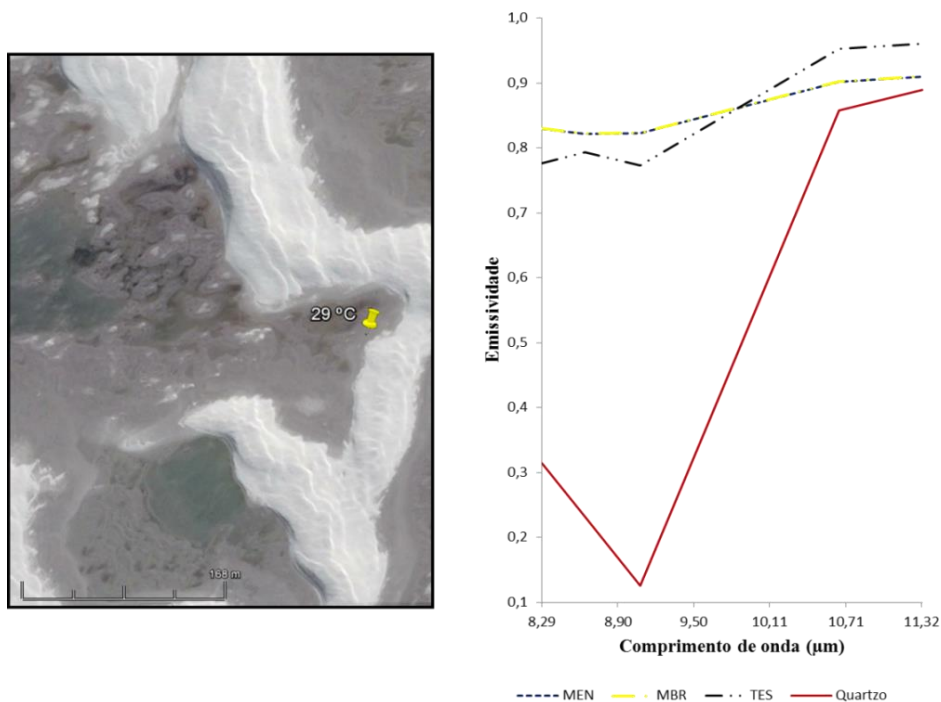 29 ºC
168 m
Emissividade
1,0
0,9
0,8
0,7
0,6
0,5
0,4
0,3
0,2
0,1
8,29 8,90 9,50 10,11 10,71 11,32
Comprimento de onda (µm)
MEN MBR TES Quartzo